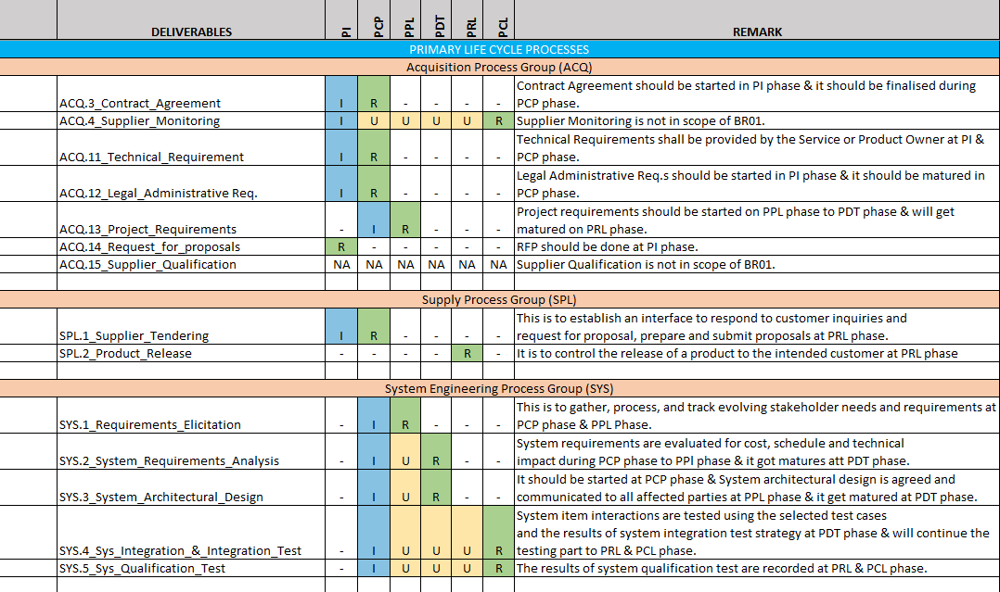 DELIVERABLES PI PCP PPL PDT PRL PCL REMARK
PRIMARY LIFE CYCLE PROCESSES
Acquisition Process Group (ACQ)
Contract Agreement should be started in PI phase & it should be finalised during
ACQ.3_Contract_Agreement I R - - - - PCP phase.
ACQ.4_Supplier_Monitoring I U U U U R Supplier Monitoring is not in scope of BR01.
Technical Requirements shall be provided by the Service or Product Owner at PI &
ACQ.11_Technical_Requirement I R - - - - PCP phase.
Legal Administrative Req.s should be started in PI phase & it should be matured in
ACQ.12_Legal_Administrative Req. I R - - - - PCP phase.
Project requirements should be started on PPL phase to PDT phase & will get
ACQ.13_Project_Requirements - I R - - - matured on PRL phase.
ACQ.14_Request_for_proposals R - - - - - RFP should be done at PI phase.
ACQ.15_Supplier_Qualification NA NA NA NA NA NA Supplier Qualification is not in scope of BR01.
Supply Process Group (SPL)
This is to establish an interface to respond to customer inquiries and
SPL.1_Supplier_Tendering I R - - - - request for proposal, prepare and submit proposals at PRL phase.
SPL.2_Product_Release - - - - R - It is to control the release of a product to the intended customer at PRL phase
System Engineering Process Group (SYS)
This is to gather, process, and track evolving stakeholder needs and requirements at
SYS.1_Requirements_Elicitation - I R - - - PCP phase & PPL Phase.
System requirements are evaluated for cost, schedule and technical
SYS.2_System_Requirements_Analysis - I U R - - impact during PCP phase to PPl phase & it got matures att PDT phase.
It should be started at PCP phase & System architectural design is agreed and
SYS.3_System_Architectural_Design - I U R - - communicated to all affected parties at PPL phase & it get matured at PDT phase.
System item interactions are tested using the selected test cases
and the results of system integration test strategy at PDT phase & will continue the
SYS.4_Sys_Integration_&_Integration_Test - I U U U R testing part to PRL & PCL phase.
SYS.5_Sys_Qualification_Test - I U U U R The results of system qualification test are recorded at PRL & PCL phase.